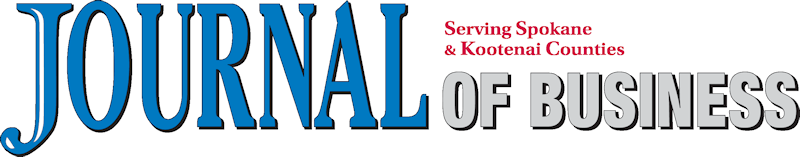 JOURNAL
Serving Spokane
& Kootenai Counties
OF BUSINESS